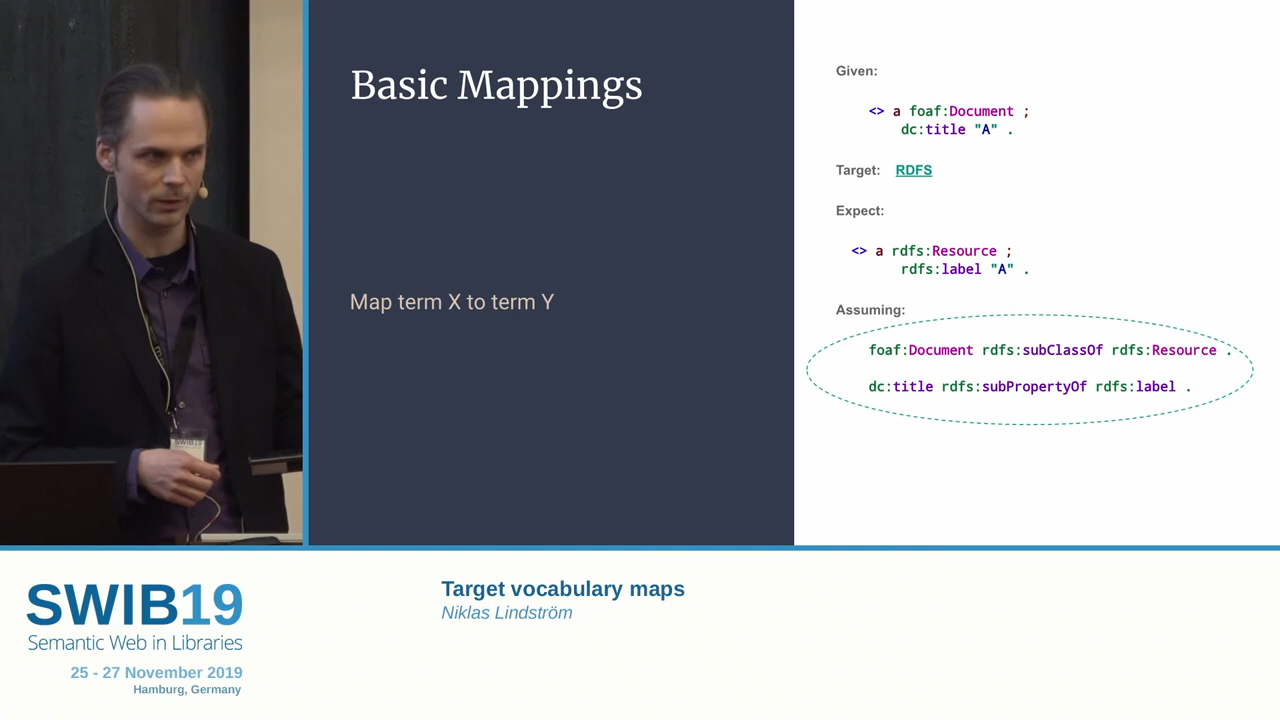 Basic Mappings
Map term X to term Y
Given:
<> a foaf:Document ;
dc:title "A" .
Target: RDFS
Expect:
<> a rdfs:Resource ;
rdfs:label "A" .
Assuming:
foaf:Document rdfs:subClassOf rdfs:Resource .
dc:title rdfs:subPropertyOf rdfs:label .
SWIB19
SWIB19
Semantic Web in Libraries
25 - 27 November 2019
Hamburg, Germany
Target vocabulary maps
Niklas Lindström